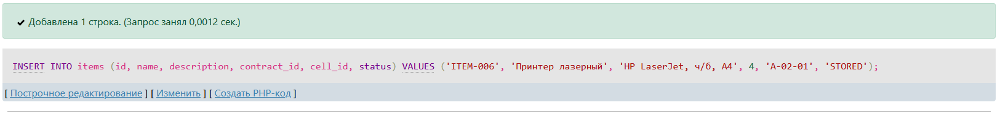 Добавлена 1 строка. (Запрос занял 0,0012 сек.)
INSERT INTO items (id, name, description, contract_id, cell_id, status) VALUES ('ITEM-006', 'Принтер лазерный', 'HP LaserJet, ч/б, A4', 4, 'A-02-01', 'STORED');
[ Построчное редактирование ] [ Изменить ] [ Создать PHP-код ]